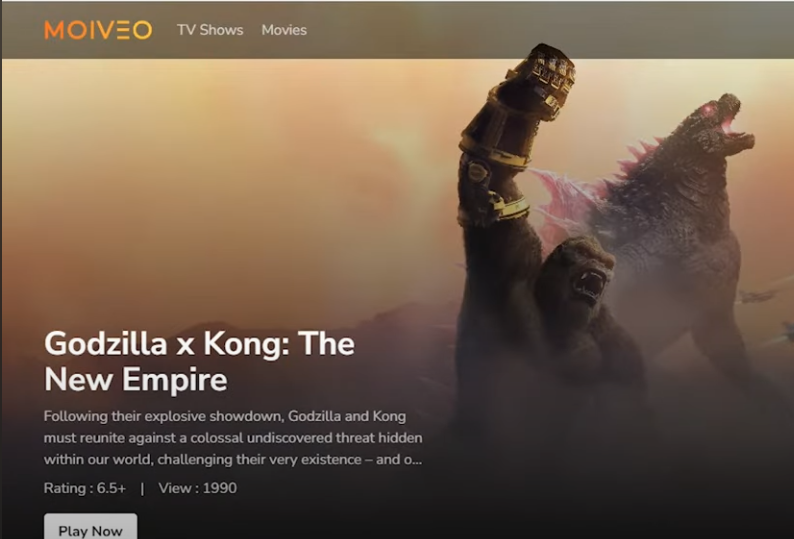 MOIVEO TV Shows Movies
Godzilla x Kong: The
New Empire
Following their explosive showdown, Godzilla and Kong
must reunite against a colossal undiscovered threat hidden
within our world, challenging their very existence – and o...
Rating : 6.5+ | View : 1990
Play Now